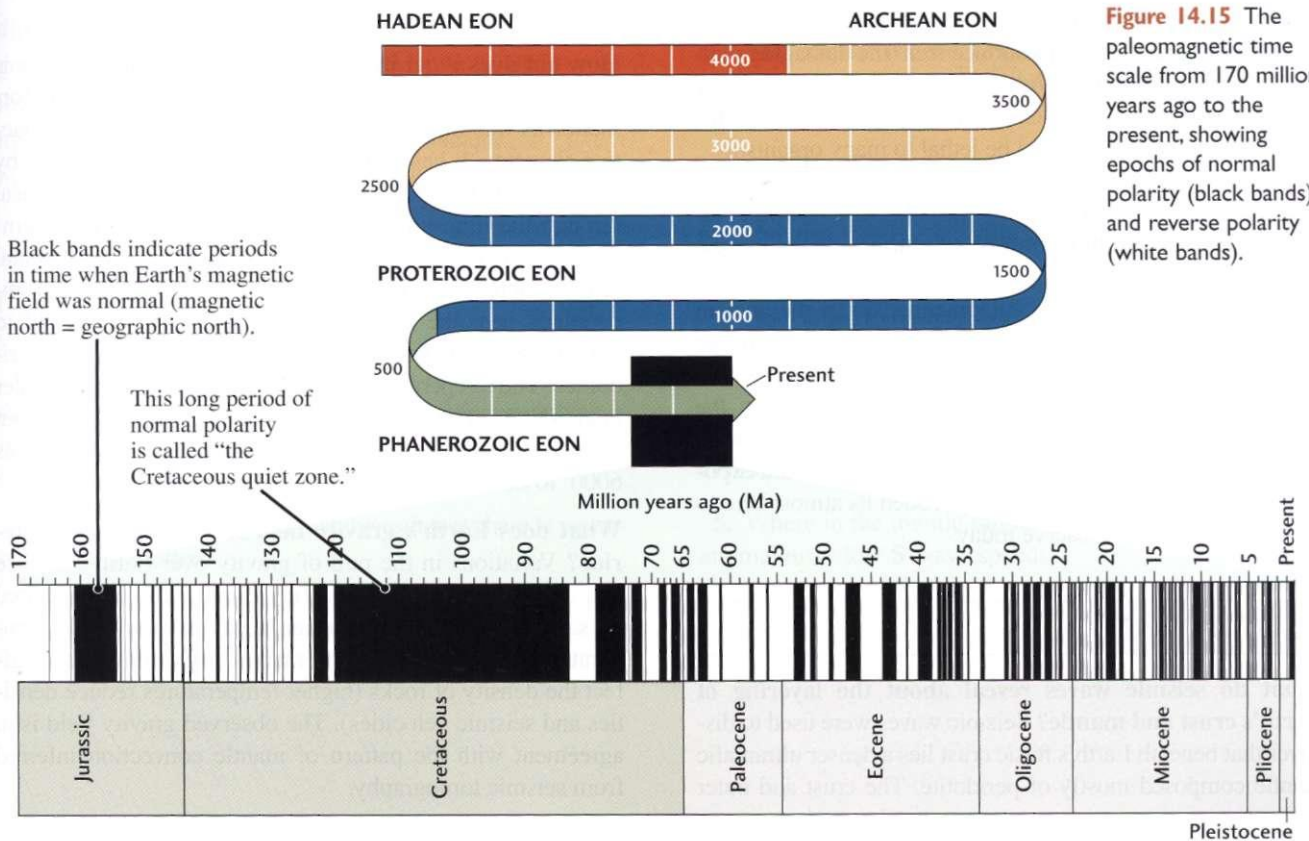 HADEAN EON
ARCHEAN EON
4000
3500
3000
2500
2000
PROTEROZOIC EON
1500
1000
500
Present
PHANEROZOIC EON
Figure 14.15 The
paleomagnetic time
scale from 170 million
years ago to the
present, showing
epochs of normal
polarity (black bands)
and reverse polarity
(white bands).
Black bands indicate periods
in time when Earth's magnetic
field was normal (magnetic
north = geographic north).
This long period of
normal polarity
is called "the
Cretaceous quiet zone."
Million years ago (Ma)
170 160 150 140 130 120 110 100 90 80 70 65 60 55 50 45 40 35 30 25 20 15 10 5 Present
Jurassic Cretaceous Paleocene Eocene Oligocene Miocene Pliocene
Pleistocene